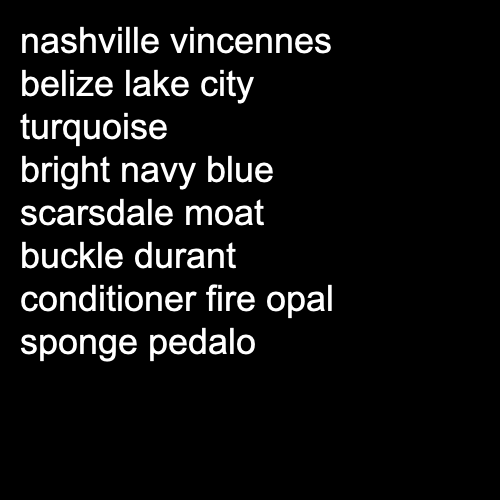 nashville vincennes
belize lake city
turquoise
bright navy blue
scarsdale moat
buckle durant
conditioner fire opal
sponge pedalo